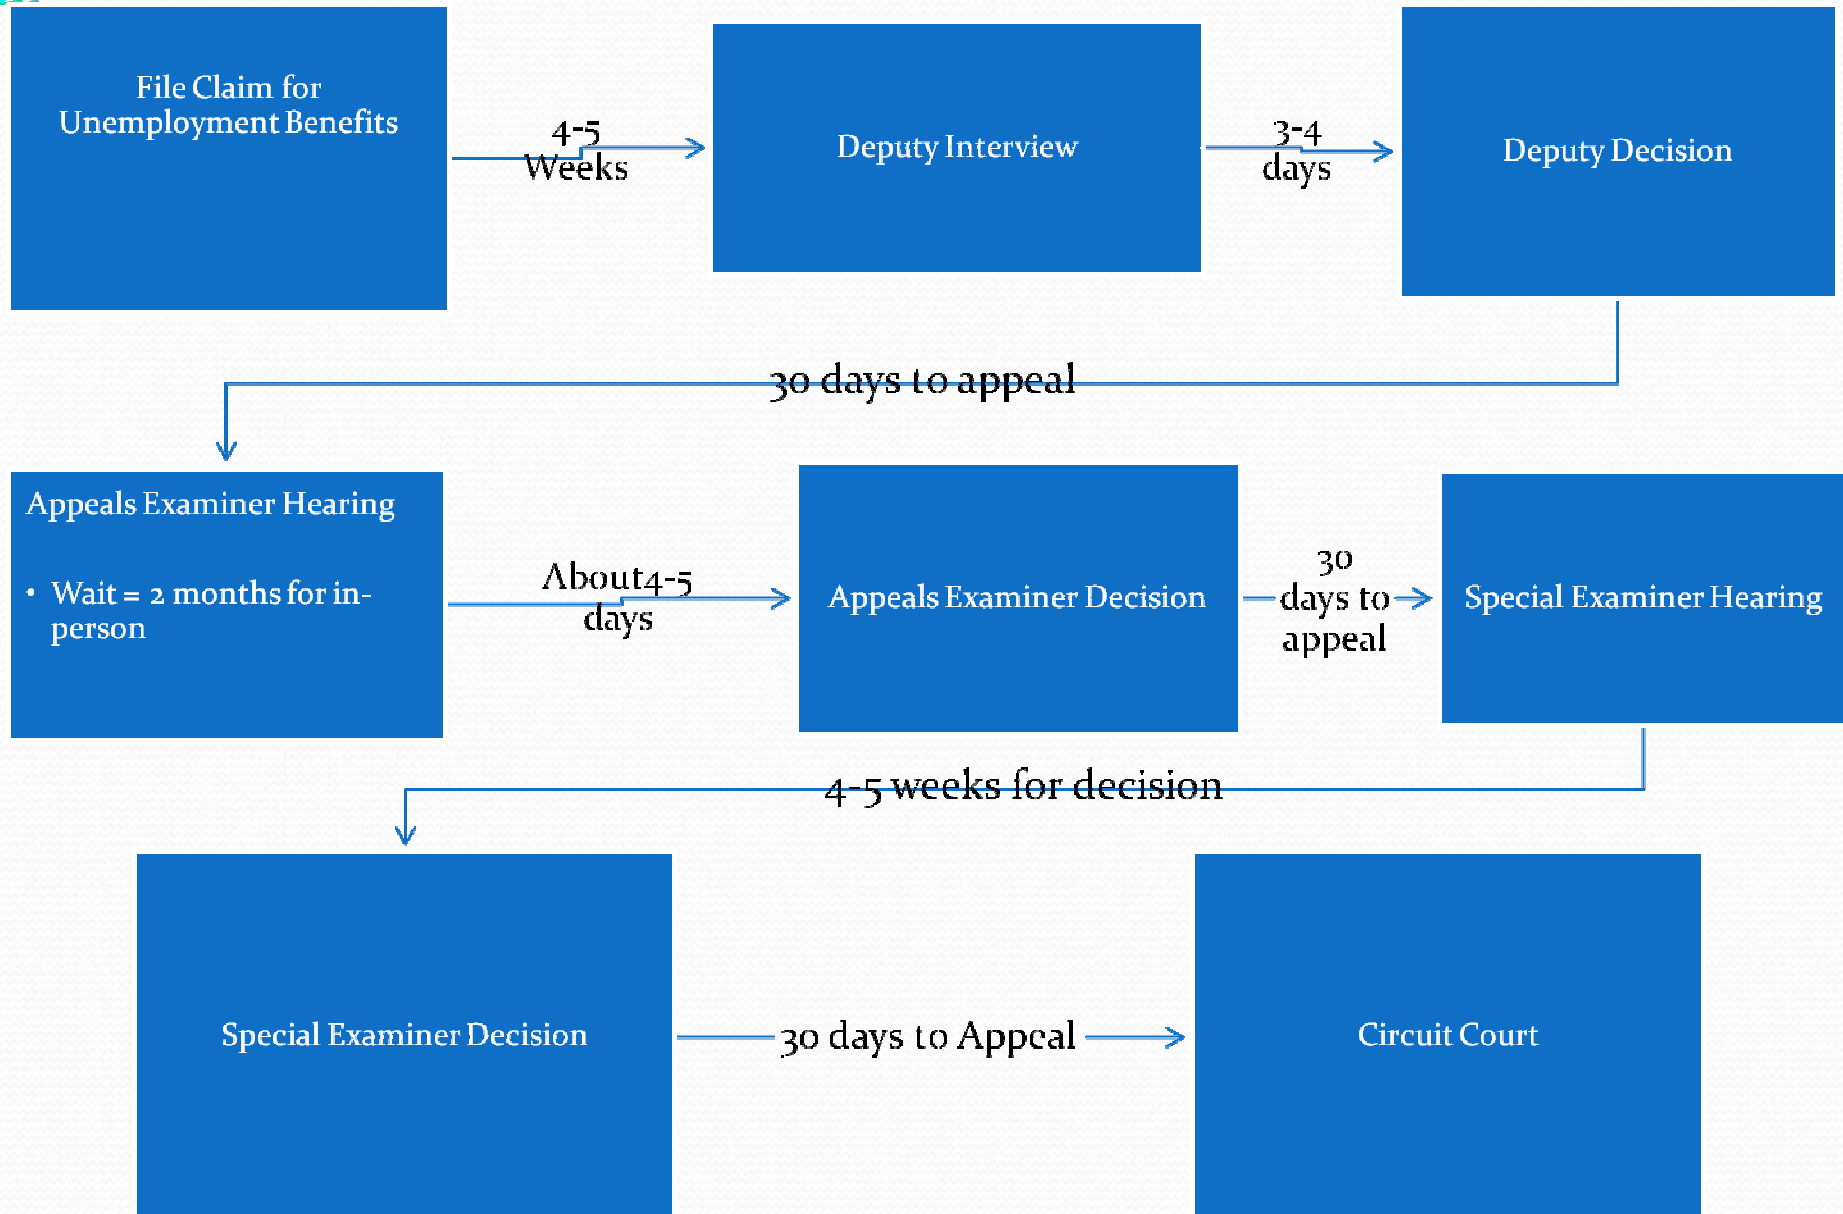 File Claim for
Unemployment Benefits
4-5
Weeks
Deputy Interview
3-4
days
Deputy Decision
30 days to appeal
Appeals Examiner Hearing
• Wait = 2 months for in-
person
About4-5
days
Appeals Examiner Decision
30
days to
appeal
Special Examiner Hearing
4-5 weeks for decision
Special Examiner Decision
30 days to Appeal
Circuit Court